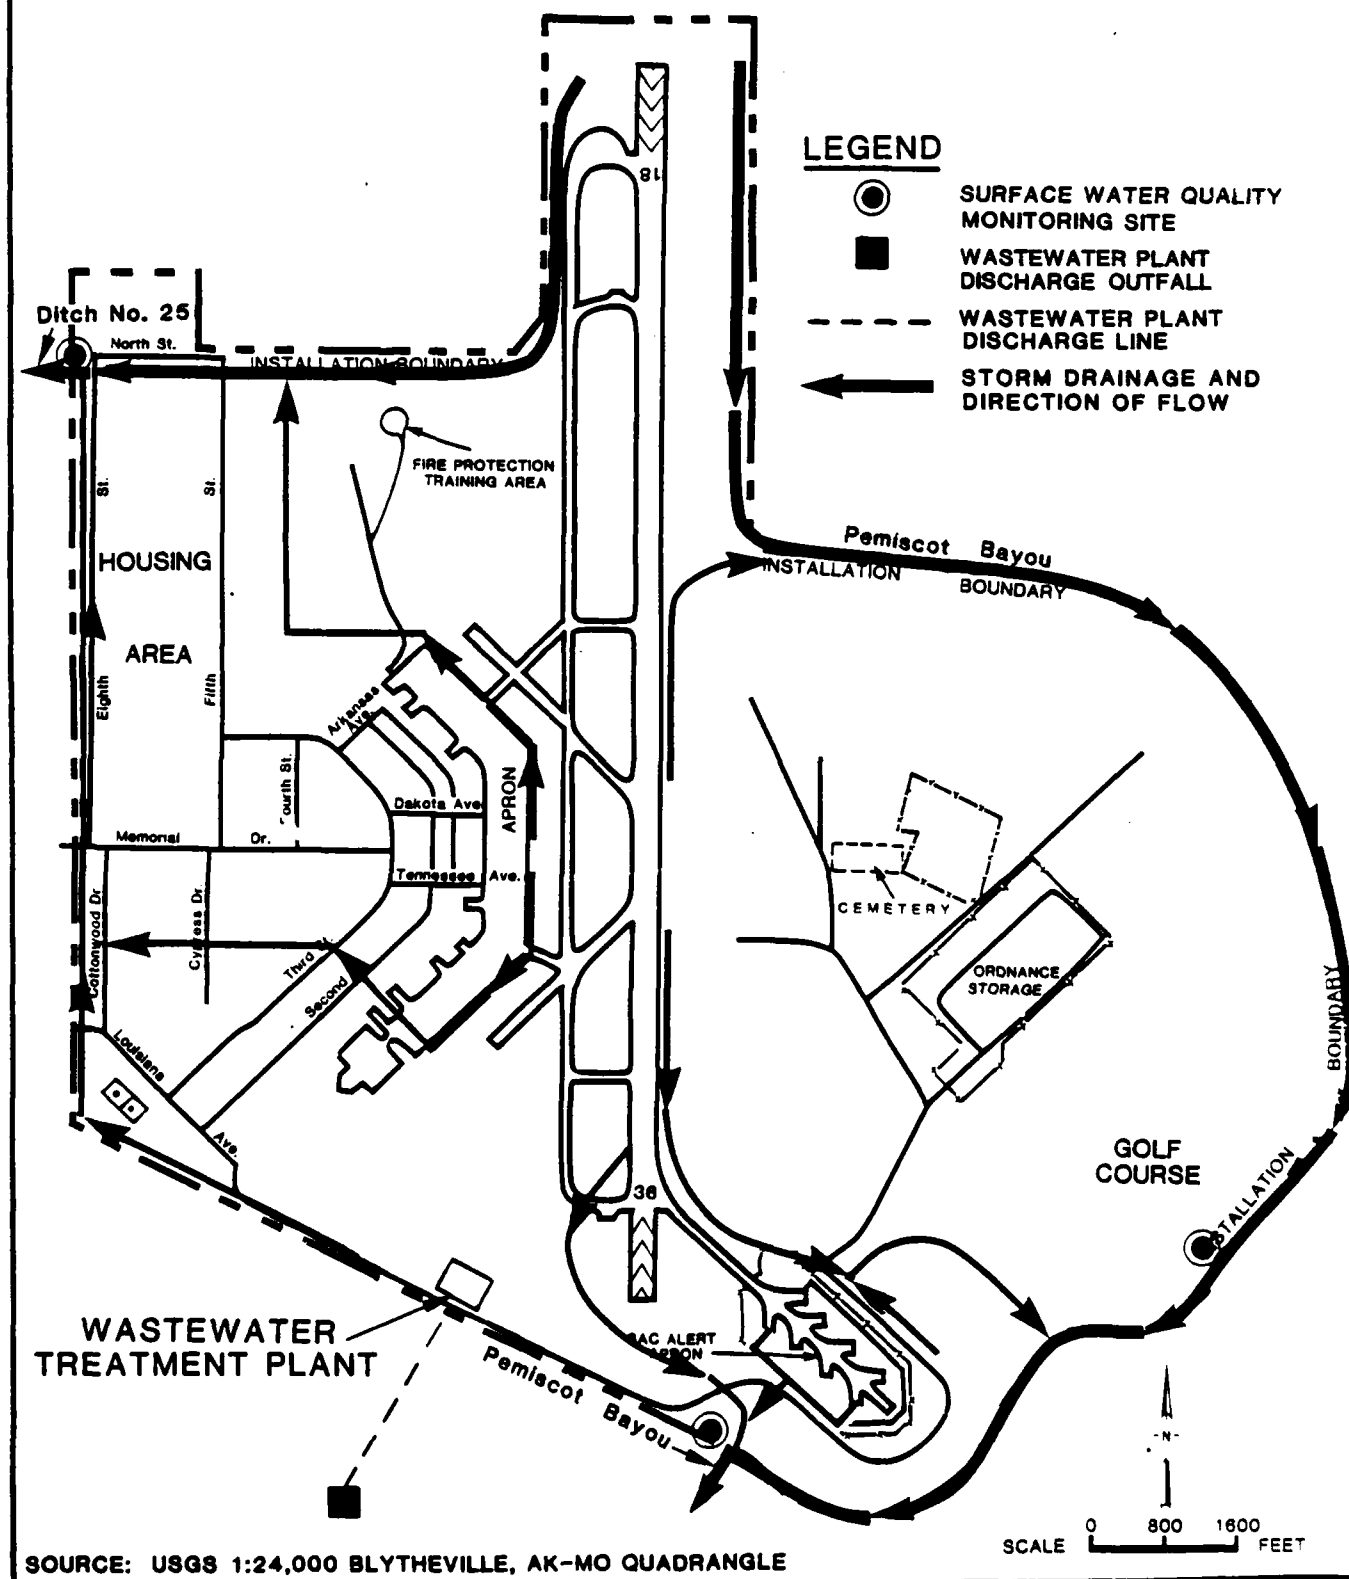 LEGEND
SURFACE WATER QUALITY
MONITORING SITE
WASTEWATER PLANT
DISCHARGE OUTFALL
WASTEWATER PLANT
DISCHARGE LINE
STORM DRAINAGE AND
DIRECTION OF FLOW
18
Ditch No. 25
North St.
INSTALLATION BOUNDARY
FIRE PROTECTION
TRAINING AREA
St.
St.
HOUSING
AREA
Eighth
Fifth
Pemiscot Bayou
INSTALLATION BOUNDARY
Arkansas
Ave.
Fourth St.
Dakota Ave
APRON
Memorial Dr.
Tennessee Ave.
CEMETERY
Cottonwood Dr
Cypress Dr
Third St
Second
ORDNANCE
STORAGE
BOUNDARY
Louisiana
Ave.
GOLF
COURSE
36
STALLATION
WASTEWATER
TREATMENT PLANT
SAC ALERT
APRON
Pemiscot Bayou
-N-
0 800 1600
SCALE FEET
SOURCE: USGS 1:24,000 BLYTHEVILLE, AK-MO QUADRANGLE